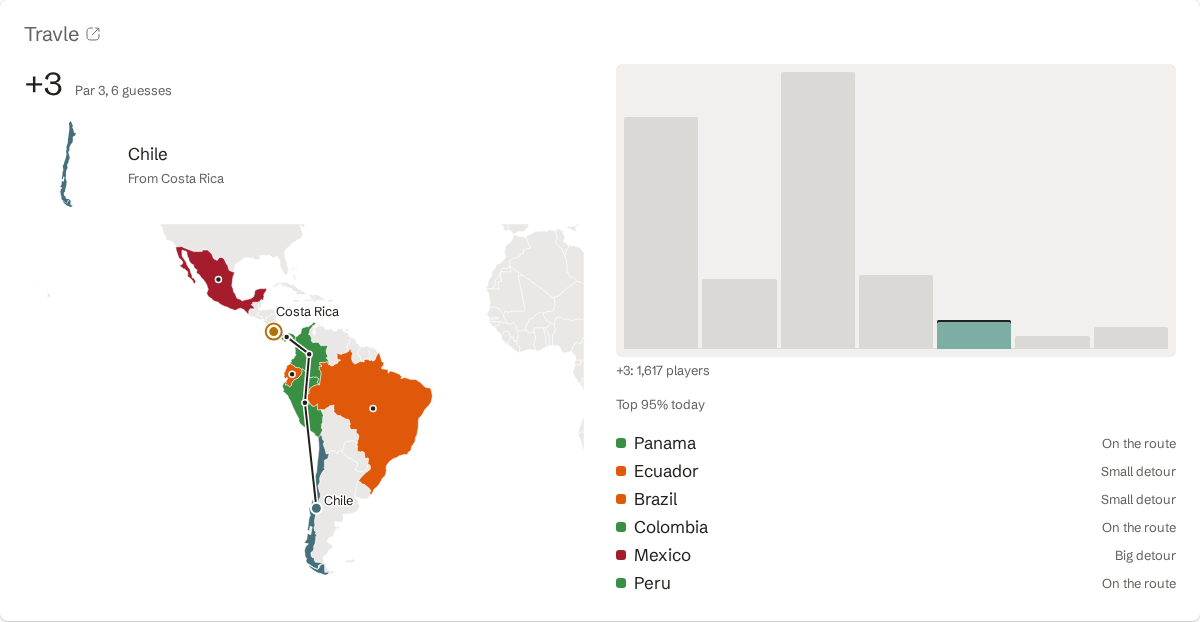 Travle
+3 Par 3, 6 guesses
Chile
From Costa Rica
Costa Rica
Chile
+3: 1,617 players
Top 95% today
Panama On the route
Ecuador Small detour
Brazil Small detour
Colombia On the route
Mexico Big detour
Peru On the route